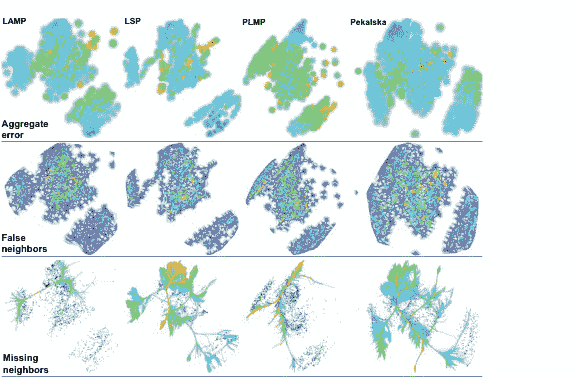 LAMP LSP PLMP Pekalska
Aggregate
error
False
neighbors
Missing
neighbors